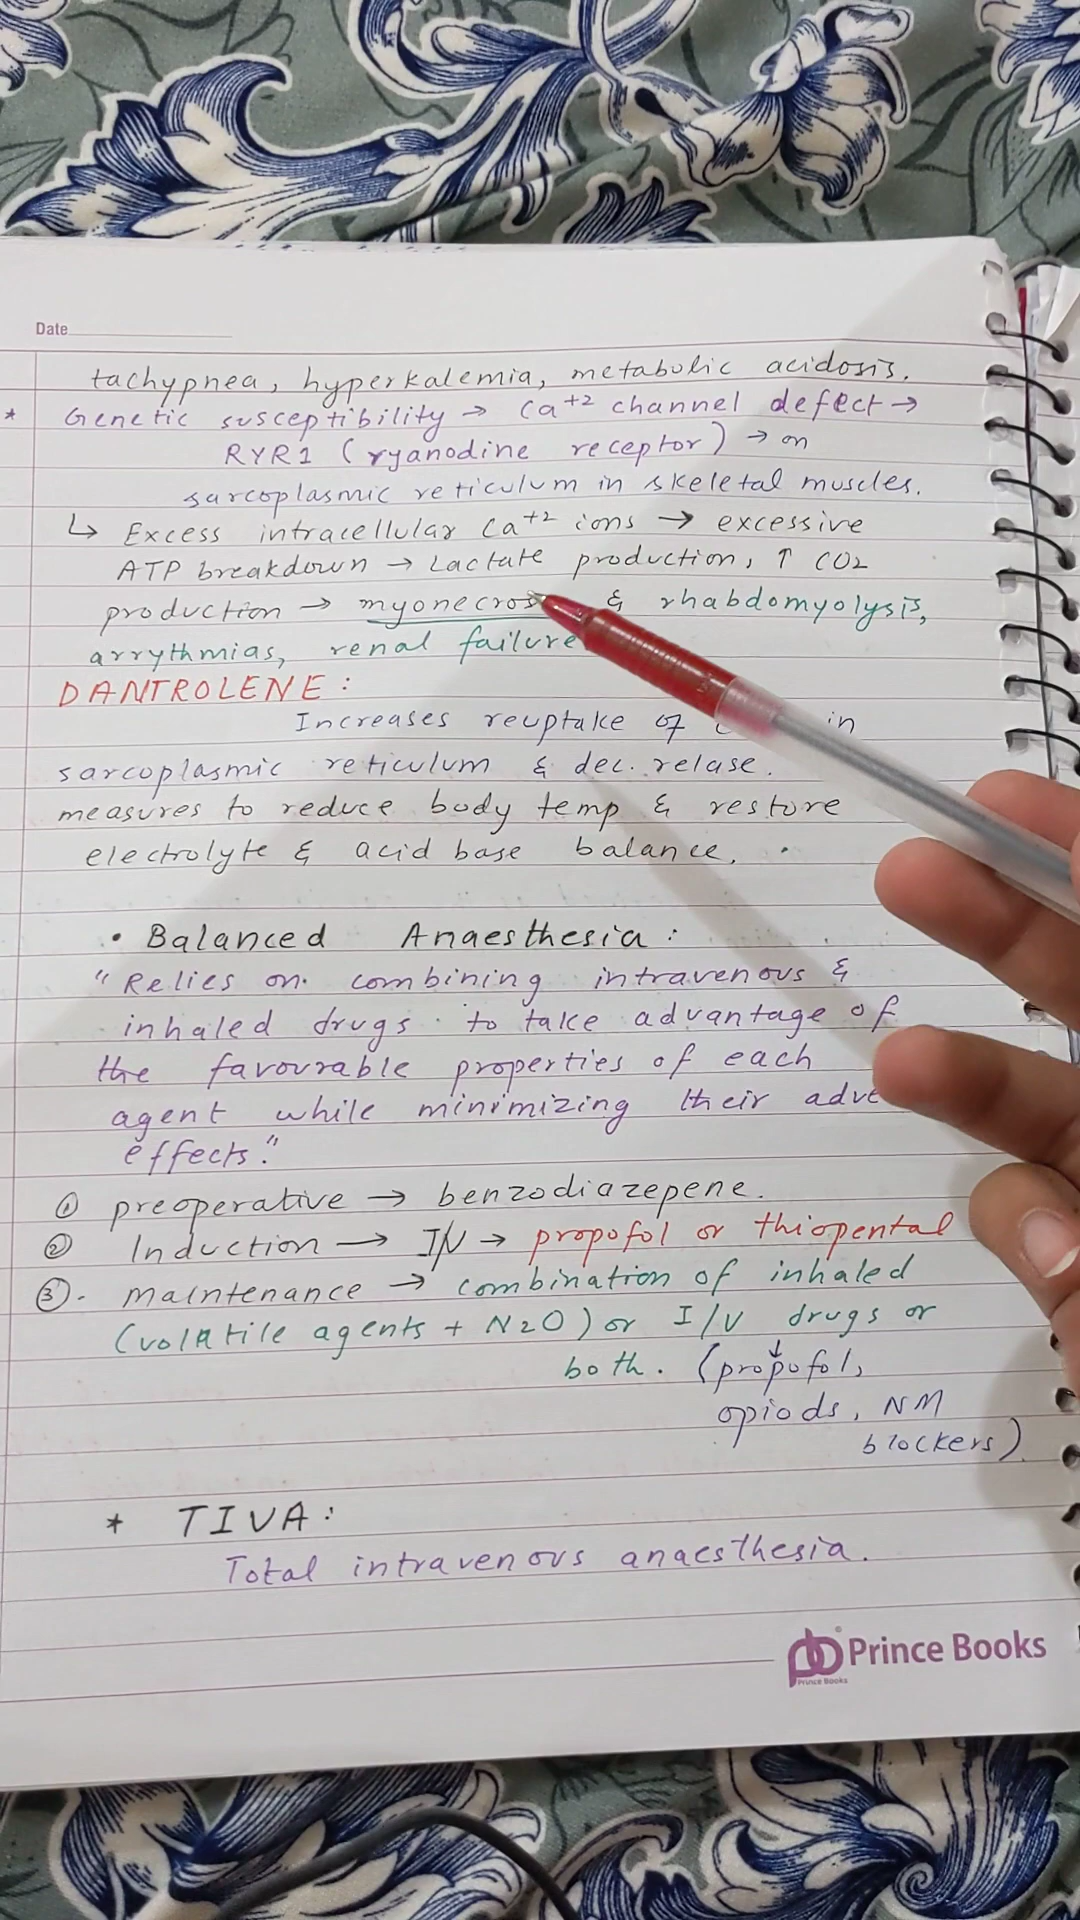 Date
tachypnea, hyperkalemia, metabolic acidosis.
* Genetic susceptibility → Ca+2 channel defect →
RYR1 (ryanodine receptor) → on
sarcoplasmic reticulum in skeletal muscles.
↳ Excess intracellular Ca+2 ions → excessive
ATP breakdown → Lactate production, ↑ CO2
production → myonecros & rhabdomyolysis,
arrythmias, renal failure
DANTROLENE :
Increases reuptake of in
sarcoplasmic reticulum & dec. relase.
measures to reduce body temp & restore
electrolyte & acid base balance.
• Balanced Anaesthesia :
"Relies on combining intravenous &
inhaled drugs to take advantage of
the favourable properties of each
agent while minimizing their adve
effects."
① preoperative → benzodiazepene.
② Induction → I/V → propofol or thiopental
③. maintenance → combination of inhaled
(volatile agents + N2O) or I/V drugs or
both. (propofol,
opiods, NM
blockers)
* TIVA :
Total intravenous anaesthesia.
Prince Books
Prince Books